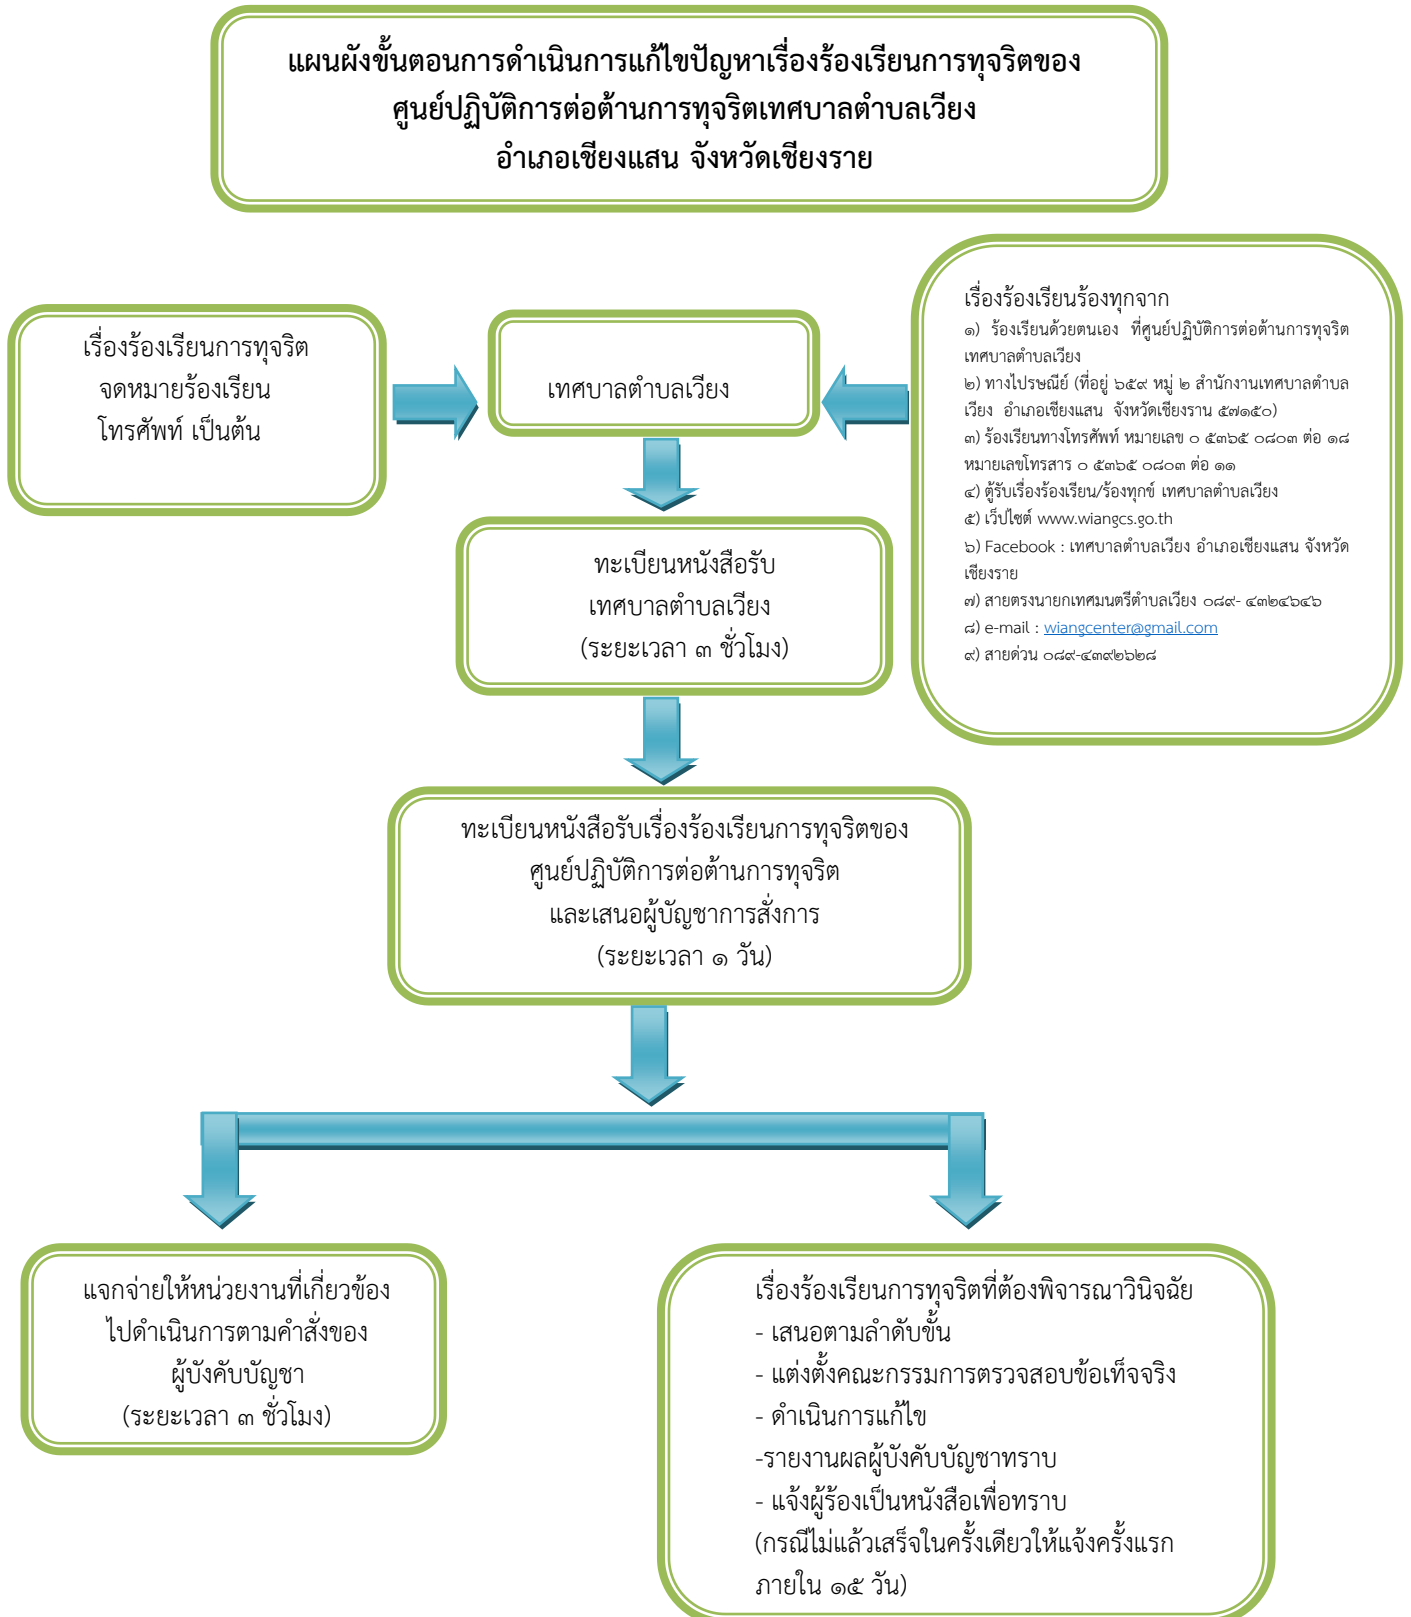 แผนผังขั้นตอนการดำเนินการแก้ไขปัญหาเรื่องร้องเรียนการทุจริตของ
ศูนย์ปฏิบัติการต่อต้านการทุจริตเทศบาลตำบลเวียง
อำเภอเชียงแสน จังหวัดเชียงราย
เรื่องร้องเรียนการทุจริต
จดหมายร้องเรียน
โทรศัพท์ เป็นต้น
เทศบาลตำบลเวียง
เรื่องร้องเรียนร้องทุกจาก
๑) ร้องเรียนด้วยตนเอง ที่ศูนย์ปฏิบัติการต่อต้านการทุจริต
เทศบาลตำบลเวียง
๒) ทางไปรษณีย์ (ที่อยู่ ๖๕๙ หมู่ ๒ สำนักงานเทศบาลตำบล
เวียง อำเภอเชียงแสน จังหวัดเชียงราน ๕๗๑๕๐)
๓) ร้องเรียนทางโทรศัพท์ หมายเลข ๐ ๕๓๖๕ ๐๘๐๓ ต่อ ๑๘
หมายเลขโทรสาร ๐ ๕๓๖๕ ๐๘๐๓ ต่อ ๑๑
๔) ตู้รับเรื่องร้องเรียน/ร้องทุกข์ เทศบาลตำบลเวียง
๕) เว็ปไซต์ www.wiangcs.go.th
๖) Facebook : เทศบาลตำบลเวียง อำเภอเชียงแสน จังหวัด
เชียงราย
๗) สายตรงนายกเทศมนตรีตำบลเวียง ๐๘๙- ๔๓๒๔๖๔๖
๘) e-mail : wiangcenter@gmail.com
๙) สายด่วน ๐๘๙-๔๓๙๒๖๒๘
ทะเบียนหนังสือรับ
เทศบาลตำบลเวียง
(ระยะเวลา ๓ ชั่วโมง)
ทะเบียนหนังสือรับเรื่องร้องเรียนการทุจริตของ
ศูนย์ปฏิบัติการต่อต้านการทุจริต
และเสนอผู้บัญชาการสั่งการ
(ระยะเวลา ๑ วัน)
แจกจ่ายให้หน่วยงานที่เกี่ยวข้อง
ไปดำเนินการตามคำสั่งของ
ผู้บังคับบัญชา
(ระยะเวลา ๓ ชั่วโมง)
เรื่องร้องเรียนการทุจริตที่ต้องพิจารณาวินิจฉัย
- เสนอตามลำดับขั้น
- แต่งตั้งคณะกรรมการตรวจสอบข้อเท็จจริง
- ดำเนินการแก้ไข
-รายงานผลผู้บังคับบัญชาทราบ
- แจ้งผู้ร้องเป็นหนังสือเพื่อทราบ
(กรณีไม่แล้วเสร็จในครั้งเดียวให้แจ้งครั้งแรก
ภายใน ๑๕ วัน)